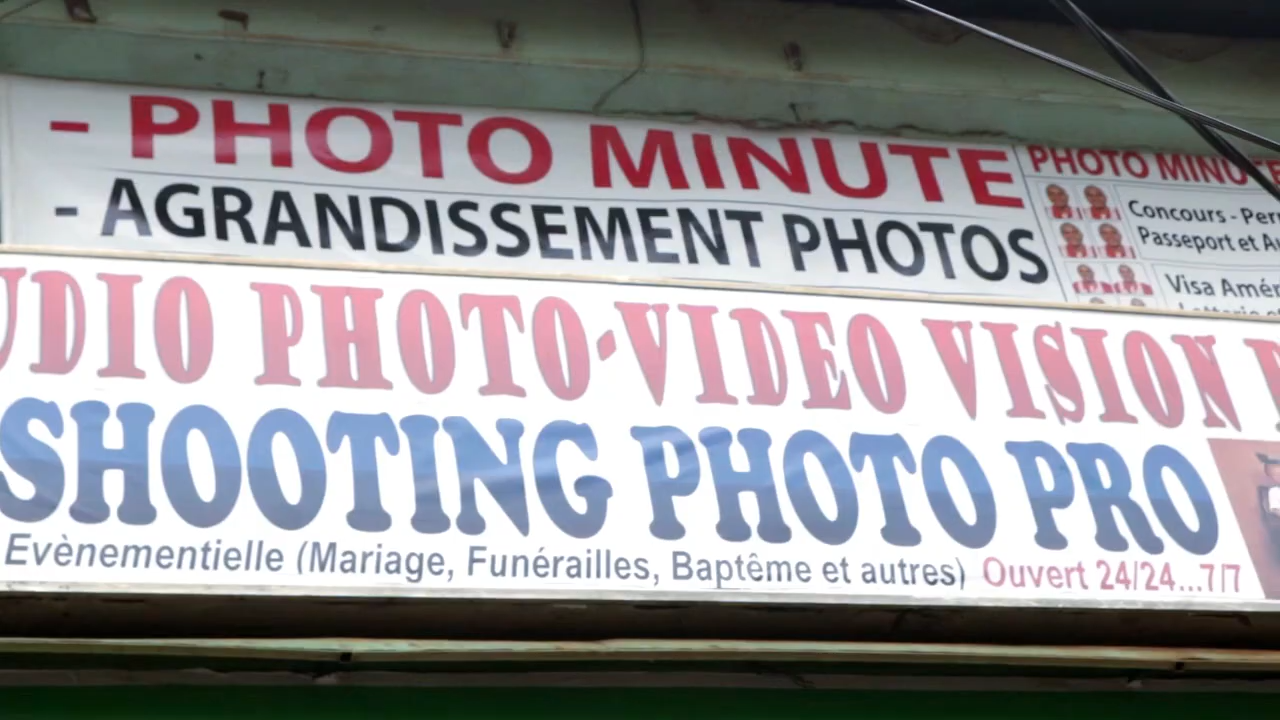 - PHOTO MINUTE
- AGRANDISSEMENT PHOTOS
PHOTO MINUTE
Concours -
Passeport et
Visa
PHOTO-VIDEO VISION
SHOOTING PHOTO PRO
Evènementielle (Mariage, Funérailles, Baptême et autres) Ouvert 24/24...7/7